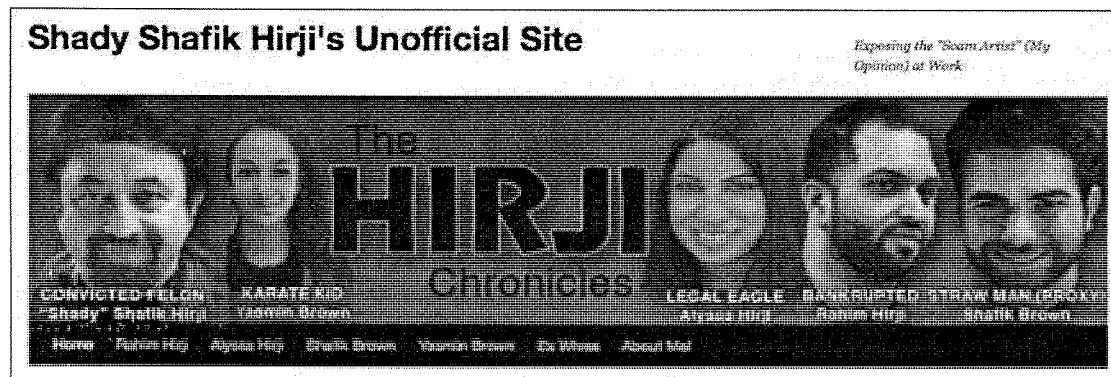 Shady Shafik Hirji's Unofficial Site
Exposing the "Scam Artist" (My
Opinion) at Work
The
HIRJI
Chronicles
CONVICTED FELON
"Shady" Shafik Hirji
KARATE KID
Yasmin Brown
LEGAL EAGLE
Alyssa Hirji
BANKRUPTED
Rahim Hirji
STRAW MAN (PROXY)
Shafik Brown
Home Rahim Hirji Alyssa Hirji Shafik Brown Yasmin Brown Ex Wives About Me!